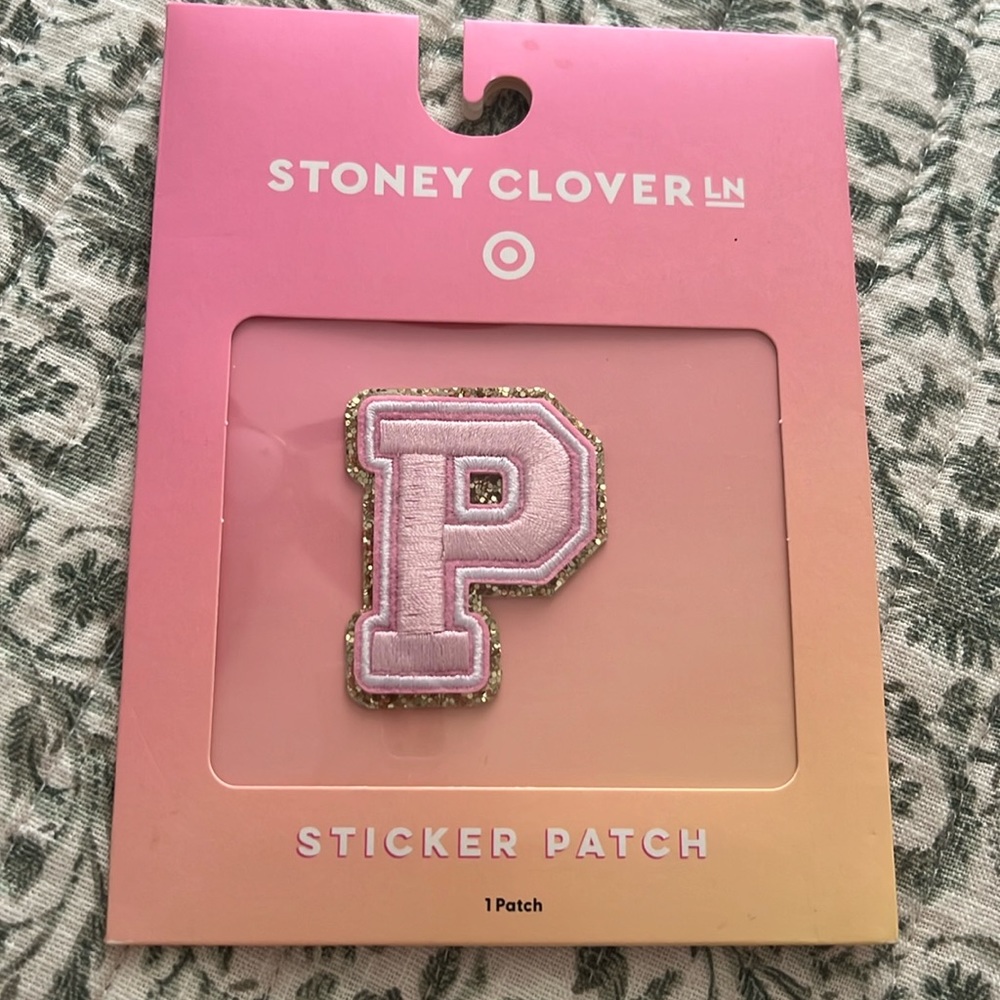 STONEY CLOVER LN
P
STICKER PATCH
1 Patch